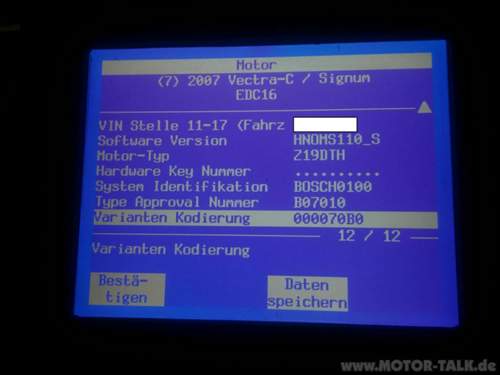 Motor
(7) 2007 Vectra-C / Signum
EDC16
VIN Stelle 11-17 (Fahrz
Software Version HNOMS110_S
Motor-Typ Z19DTH
Hardware Key Nummer ..........
System Identifikation BOSCH0100
Type Approval Nummer B07010
Varianten Kodierung 000070B0
12 / 12
Varianten Kodierung
Bestä-
tigen
Daten
speichern
www.MOTOR-TALK.de